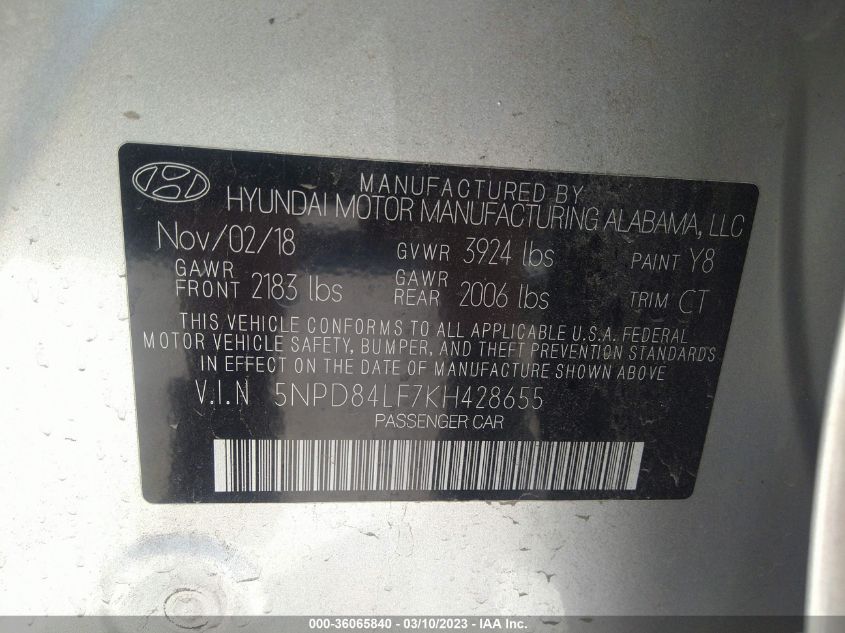 MANUFACTURED BY
HYUNDAI MOTOR MANUFACTURING ALABAMA, LLC
Nov/02/18 GVWR 3924 lbs PAINT Y8
GAWR FRONT 2183 lbs GAWR REAR 2006 lbs TRIM CT
THIS VEHICLE CONFORMS TO ALL APPLICABLE U.S.A. FEDERAL
MOTOR VEHICLE SAFETY, BUMPER, AND THEFT PREVENTION STANDARDS
IN EFFECT ON THE DATE OF MANUFACTURE SHOWN ABOVE.
V.I.N 5NPD84LF7KH428655
PASSENGER CAR
000-36065840 - 03/10/2023 - IAA Inc.